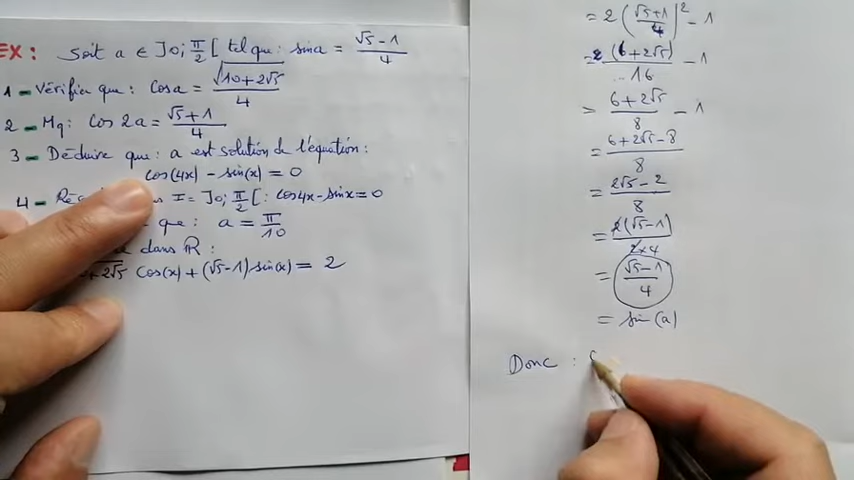 EX: Soit a ∈ ]0; π/2[ tel que: sin a = (√5 - 1)/4
1 - Vérifier que: cos a = √(10 + 2√5)/4
2 - Mq: cos 2a = (√5 + 1)/4
3 - Déduire que: a est solution de l'équation:
cos(4x) - sin(x) = 0
4 - I = ]0; π/2[: cos4x - sinx = 0
que: a = π/10
dans ℝ:
+ 2√5 cos(x) + (√5 - 1) sin(x) = 2
= 2((√5 + 1)/4)² - 1
= 2(6 + 2√5)/16 - 1
= (6 + 2√5)/8 - 1
= (6 + 2√5 - 8)/8
= (2√5 - 2)/8
= 2(√5 - 1)/(2×4)
= (√5 - 1)/4
= sin(a)
Donc :